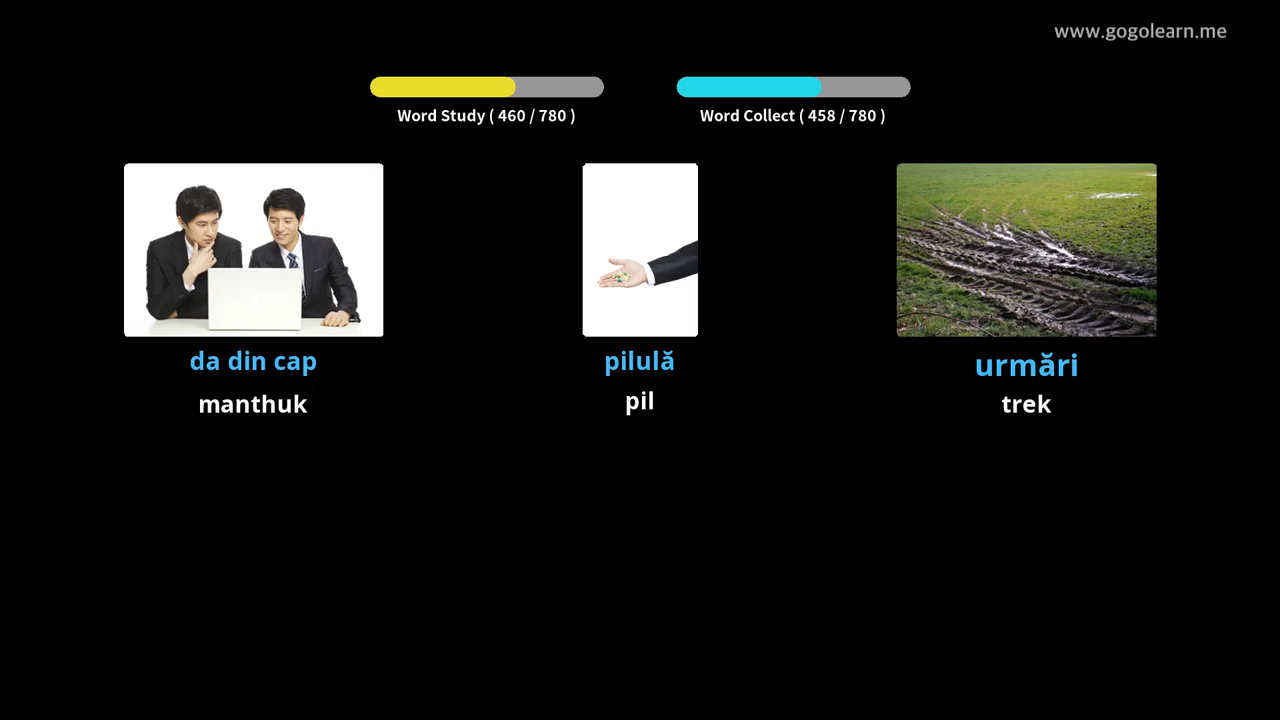 www.gogolearn.me
Word Study ( 460 / 780 )
Word Collect ( 458 / 780 )
da din cap
manthuk
pilulă
pil
urmări
trek